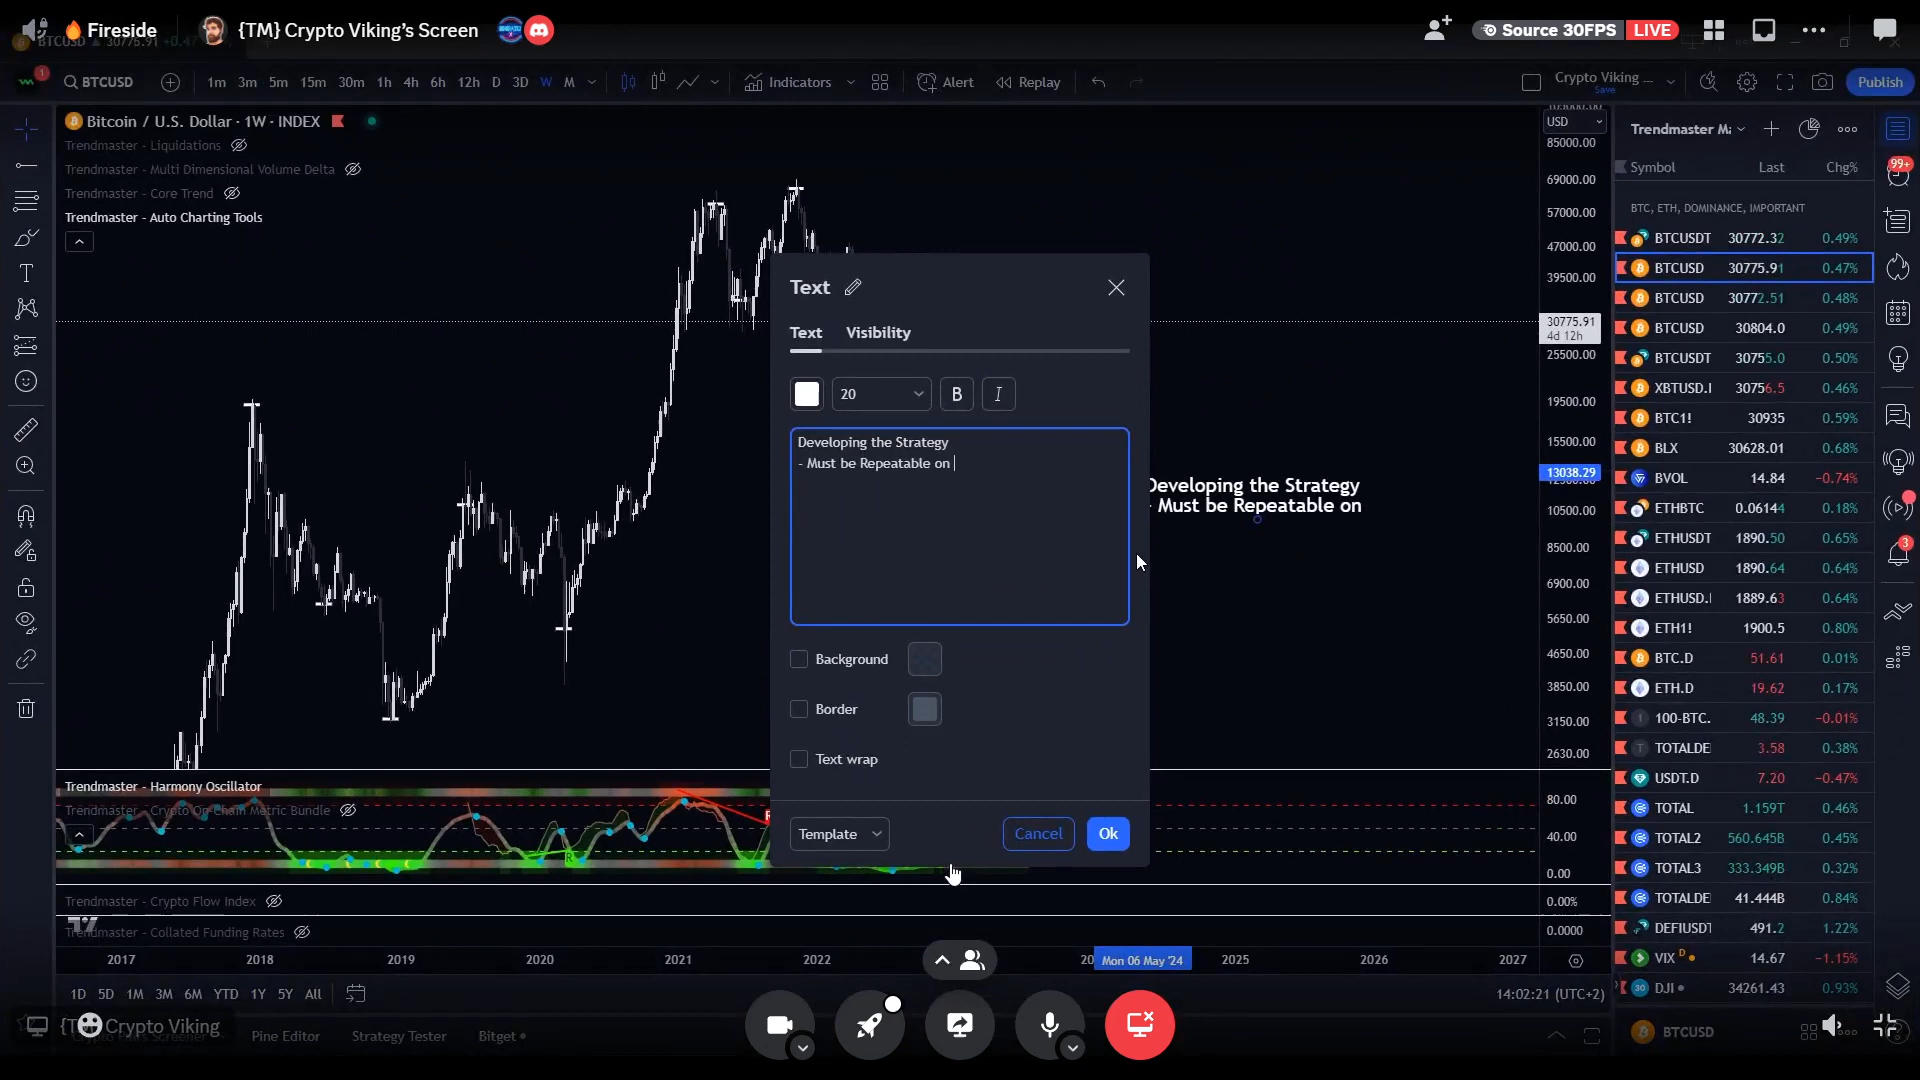 Fireside
{TM} Crypto Viking's Screen
Source 30FPS
LIVE
BTCUSD
1m 3m 5m 15m 30m 1h 4h 6h 12h D 3D W M
Indicators
Alert
Replay
Crypto Viking ...
Save
Publish
Bitcoin / U.S. Dollar · 1W · INDEX
Trendmaster - Liquidations
Trendmaster - Multi Dimensional Volume Delta
Trendmaster - Core Trend
Trendmaster - Auto Charting Tools
USD
85000.00
69000.00
57000.00
47000.00
39500.00
30775.91
4d 12h
25500.00
19500.00
15500.00
13038.29
10500.00
8500.00
6900.00
5650.00
4650.00
3850.00
3150.00
2630.00
Text
Text Visibility
20
B
I
Developing the Strategy
- Must be Repeatable on
Background
Border
Text wrap
Template
Cancel
Ok
Developing the Strategy
- Must be Repeatable on
Trendmaster - Harmony Oscillator
Trendmaster - Crypto On-Chain Metric Bundle
R
R
80.00
40.00
0.00
Trendmaster - Crypto Flow Index
0.00%
Trendmaster - Collated Funding Rates
0.0000
2017 2018 2019 2020 2021 2022 20 Mon 06 May '24 2025 2026 2027
1D 5D 1M 3M 6M YTD 1Y 5Y All
14:02:21 (UTC+2)
Crypto Viking
Pine Editor
Strategy Tester
Bitget
Symbol Last Chg%
BTC, ETH, DOMINANCE, IMPORTANT
BTCUSDT 30772.32 0.49%
BTCUSD 30775.91 0.47%
BTCUSD 30772.51 0.48%
BTCUSD 30804.0 0.49%
BTCUSDT 30755.0 0.50%
XBTUSD.I 30756.5 0.46%
BTC1! 30935 0.59%
BLX 30628.01 0.68%
BVOL 14.84 −0.74%
ETHBTC 0.06144 0.18%
ETHUSDT 1890.50 0.65%
ETHUSD 1890.64 0.64%
ETHUSD.I 1889.63 0.64%
ETH1! 1900.5 0.80%
BTC.D 51.61 0.01%
ETH.D 19.62 0.17%
100-BTC. 48.39 −0.01%
TOTALDE 3.58 0.38%
USDT.D 7.20 −0.47%
TOTAL 1.159T 0.46%
TOTAL2 560.645B 0.45%
TOTAL3 333.349B 0.32%
TOTALDE 41.444B 0.84%
DEFIUSDT 491.2 1.22%
VIX D 14.67 −1.15%
DJI 34261.43 0.93%
BTCUSD
99+
3